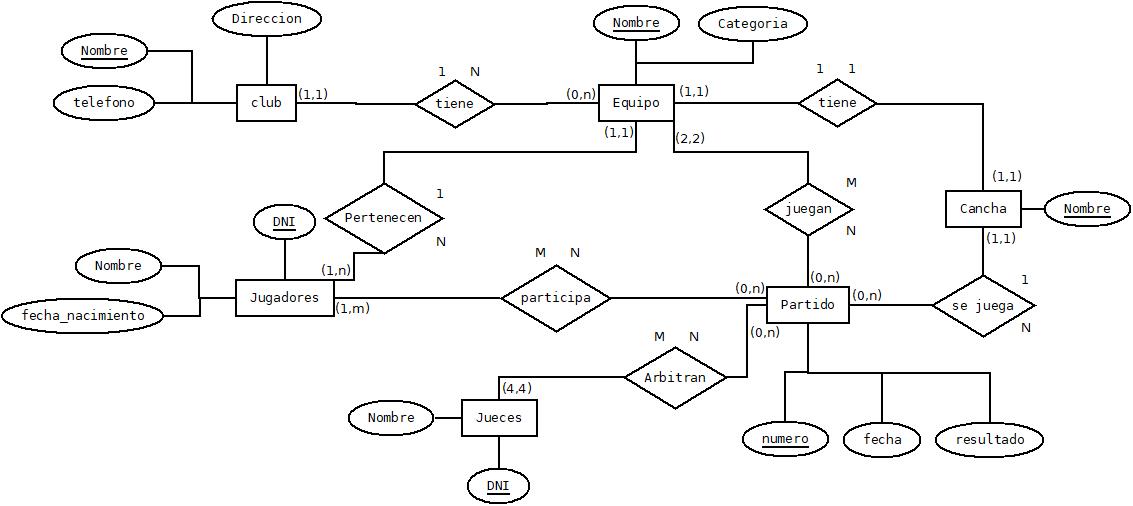 Direccion
Nombre
Categoria
Nombre
telefono
club
(1,1)
1 N
tiene
(0,n)
Equipo
(1,1)
1 1
tiene
(1,1)
(2,2)
(1,1)
Cancha
Nombre
(1,1)
Pertenecen
1
N
juegan
M
N
DNI
Nombre
fecha_nacimiento
(1,n)
Jugadores
(1,m)
M N
participa
(0,n)
(0,n)
Partido
(0,n)
(0,n)
se juega
1
N
M N
Arbitran
(4,4)
Nombre
Jueces
DNI
numero
fecha
resultado